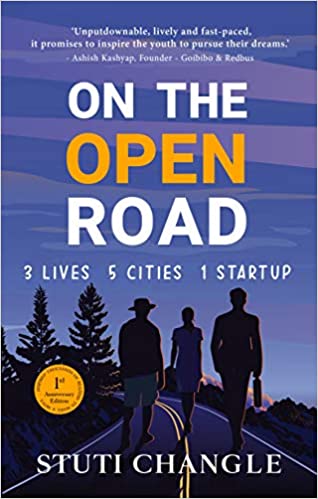 'Unputdownable, lively and fast-paced,
it promises to inspire the youth to pursue their dreams.'
- Ashish Kashyap, Founder - Goibibo & Redbus
ON THE
OPEN
ROAD
3 LIVES 5 CITIES 1 STARTUP
1st
Anniversary
Edition
STUTI CHANGLE